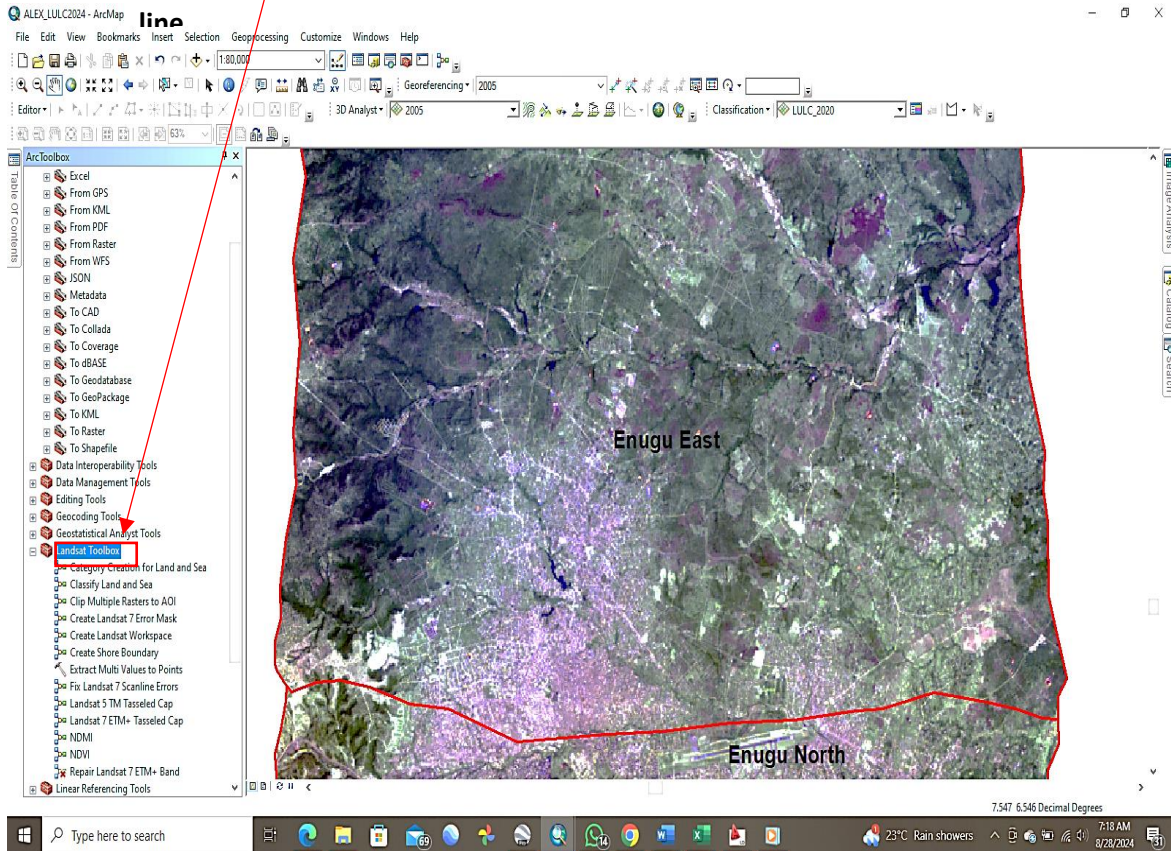 ALEX_LULC2024 - ArcMap
line
File Edit View Bookmarks Insert Selection Geoprocessing Customize Windows Help
1:80,000
Georeferencing 2005
Editor 3D Analyst 2005 Classification LULC_2020
63%
ArcToolbox
Table Of Contents
Excel
From GPS
From KML
From PDF
From Raster
From WFS
JSON
Metadata
To CAD
To Collada
To Coverage
To dBASE
To Geodatabase
To GeoPackage
To KML
To Raster
To Shapefile
Data Interoperability Tools
Data Management Tools
Editing Tools
Geocoding Tools
Geostatistical Analyst Tools
Landsat Toolbox
Category Creation for Land and Sea
Classify Land and Sea
Clip Multiple Rasters to AOI
Create Landsat 7 Error Mask
Create Landsat Workspace
Create Shore Boundary
Extract Multi Values to Points
Fix Landsat 7 Scanline Errors
Landsat 5 TM Tasseled Cap
Landsat 7 ETM+ Tasseled Cap
NDMI
NDVI
Repair Landsat 7 ETM+ Band
Linear Referencing Tools
Enugu East
Enugu North
Image Analysis
Catalog
Search
7.547 6.546 Decimal Degrees
Type here to search
69
14
23°C Rain showers
7:18 AM
8/28/2024
31